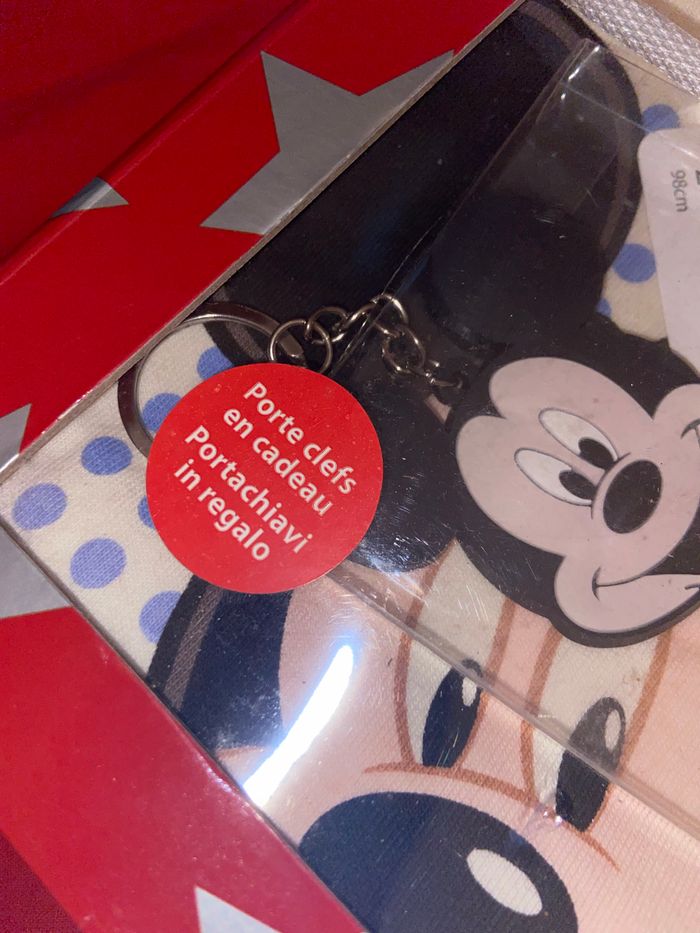 Porte clefs
en cadeau
Portachiavi
in regalo
98cm